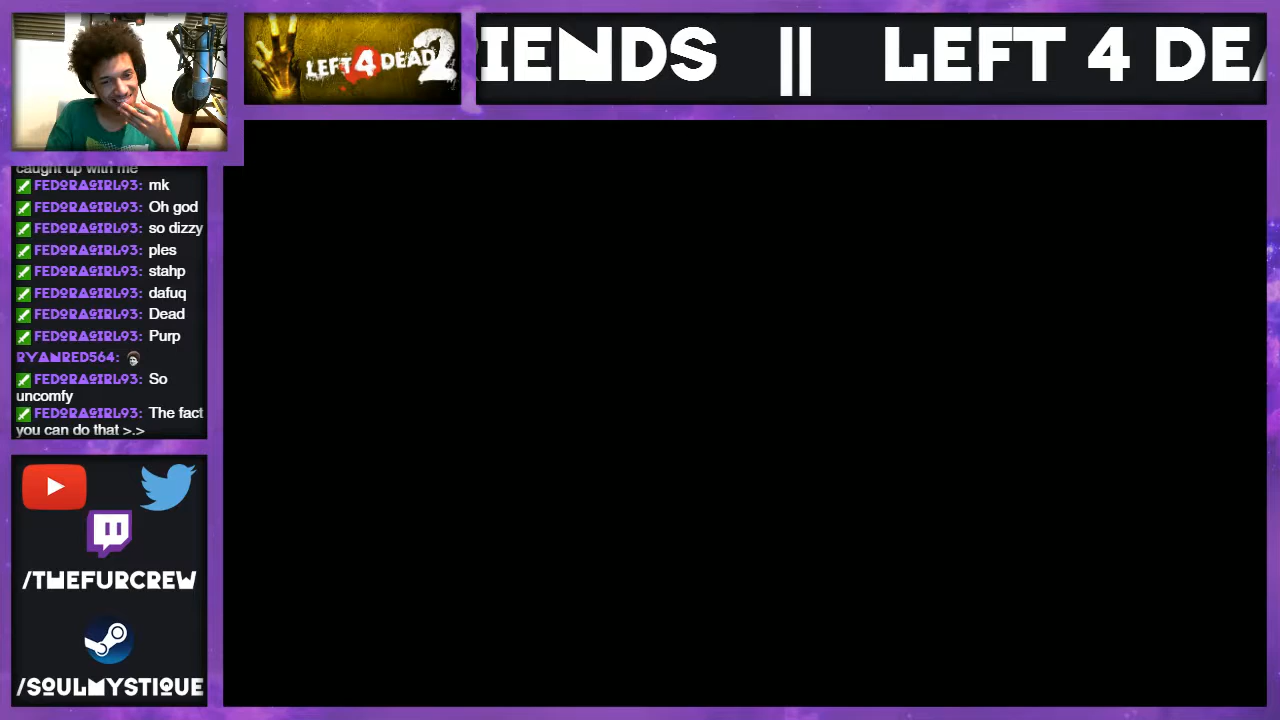 LEFT 4 DEAD 2
IENDS || LEFT 4 DEA
caught up with me
FEDORAGIRL93: mk
FEDORAGIRL93: Oh god
FEDORAGIRL93: so dizzy
FEDORAGIRL93: ples
FEDORAGIRL93: stahp
FEDORAGIRL93: dafuq
FEDORAGIRL93: Dead
FEDORAGIRL93: Purp
RYANRED564:
FEDORAGIRL93: So
uncomfy
FEDORAGIRL93: The fact
you can do that >.>
/THEFURCREW
/SOULMYSTIQUE